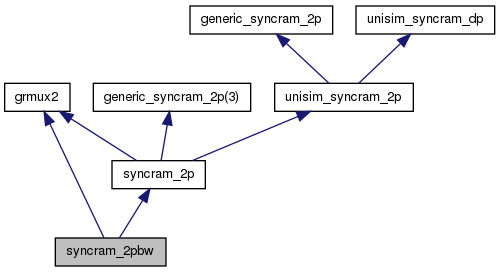 generic_syncram_2p
unisim_syncram_dp
grmux2
generic_syncram_2p(3)
unisim_syncram_2p
syncram_2p
syncram_2pbw